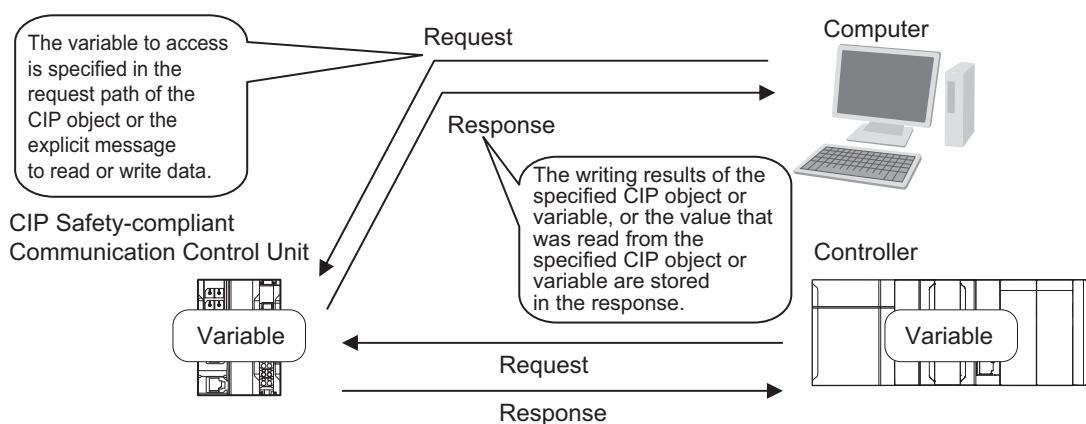 The variable to access
is specified in the
request path of the
CIP object or the
explicit message
to read or write data.
Request
Computer
Response
The writing results of the
specified CIP object or
variable, or the value that
was read from the
specified CIP object or
variable are stored
in the response.
CIP Safety-compliant
Communication Control Unit
Controller
Variable
Variable
Request
Response